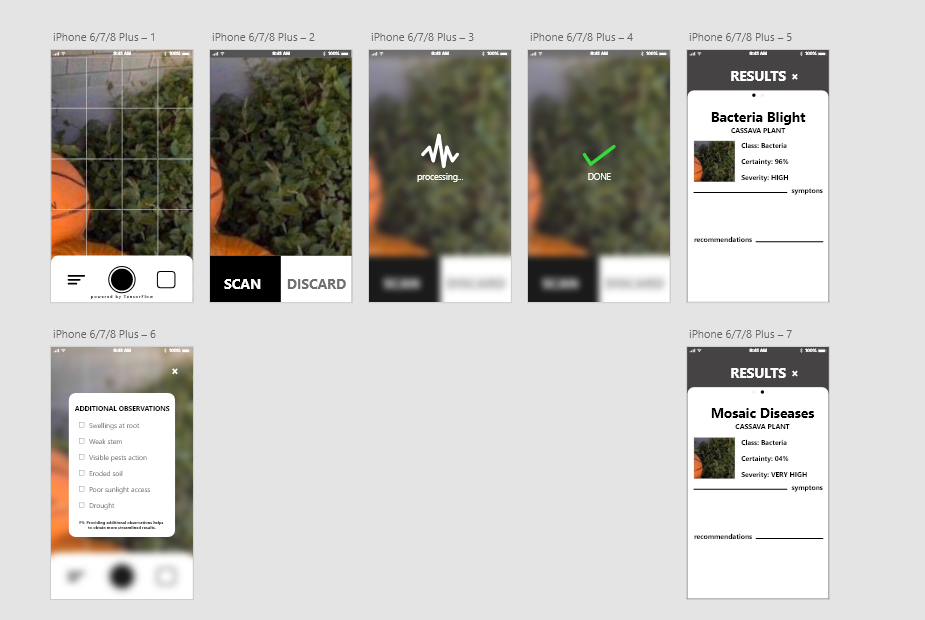 iPhone 6/7/8 Plus – 1
9:41 AM 100%
powered by TensorFlow
iPhone 6/7/8 Plus – 2
9:41 AM 100%
SCAN DISCARD
iPhone 6/7/8 Plus – 3
9:41 AM 100%
processing...
SCAN DISCARD
iPhone 6/7/8 Plus – 4
9:41 AM 100%
DONE
SCAN DISCARD
iPhone 6/7/8 Plus – 5
9:41 AM 100%
RESULTS ×
Bacteria Blight
CASSAVA PLANT
Class: Bacteria
Certainty: 96%
Severity: HIGH
symptons
recommendations
iPhone 6/7/8 Plus – 6
9:41 AM 100%
×
ADDITIONAL OBSERVATIONS
Swellings at root
Weak stem
Visible pests action
Eroded soil
Poor sunlight access
Drought
PS: Providing additional observations helps
to obtain more streamlined results.
iPhone 6/7/8 Plus – 7
9:41 AM 100%
RESULTS ×
Mosaic Diseases
CASSAVA PLANT
Class: Bacteria
Certainty: 04%
Severity: VERY HIGH
symptons
recommendations